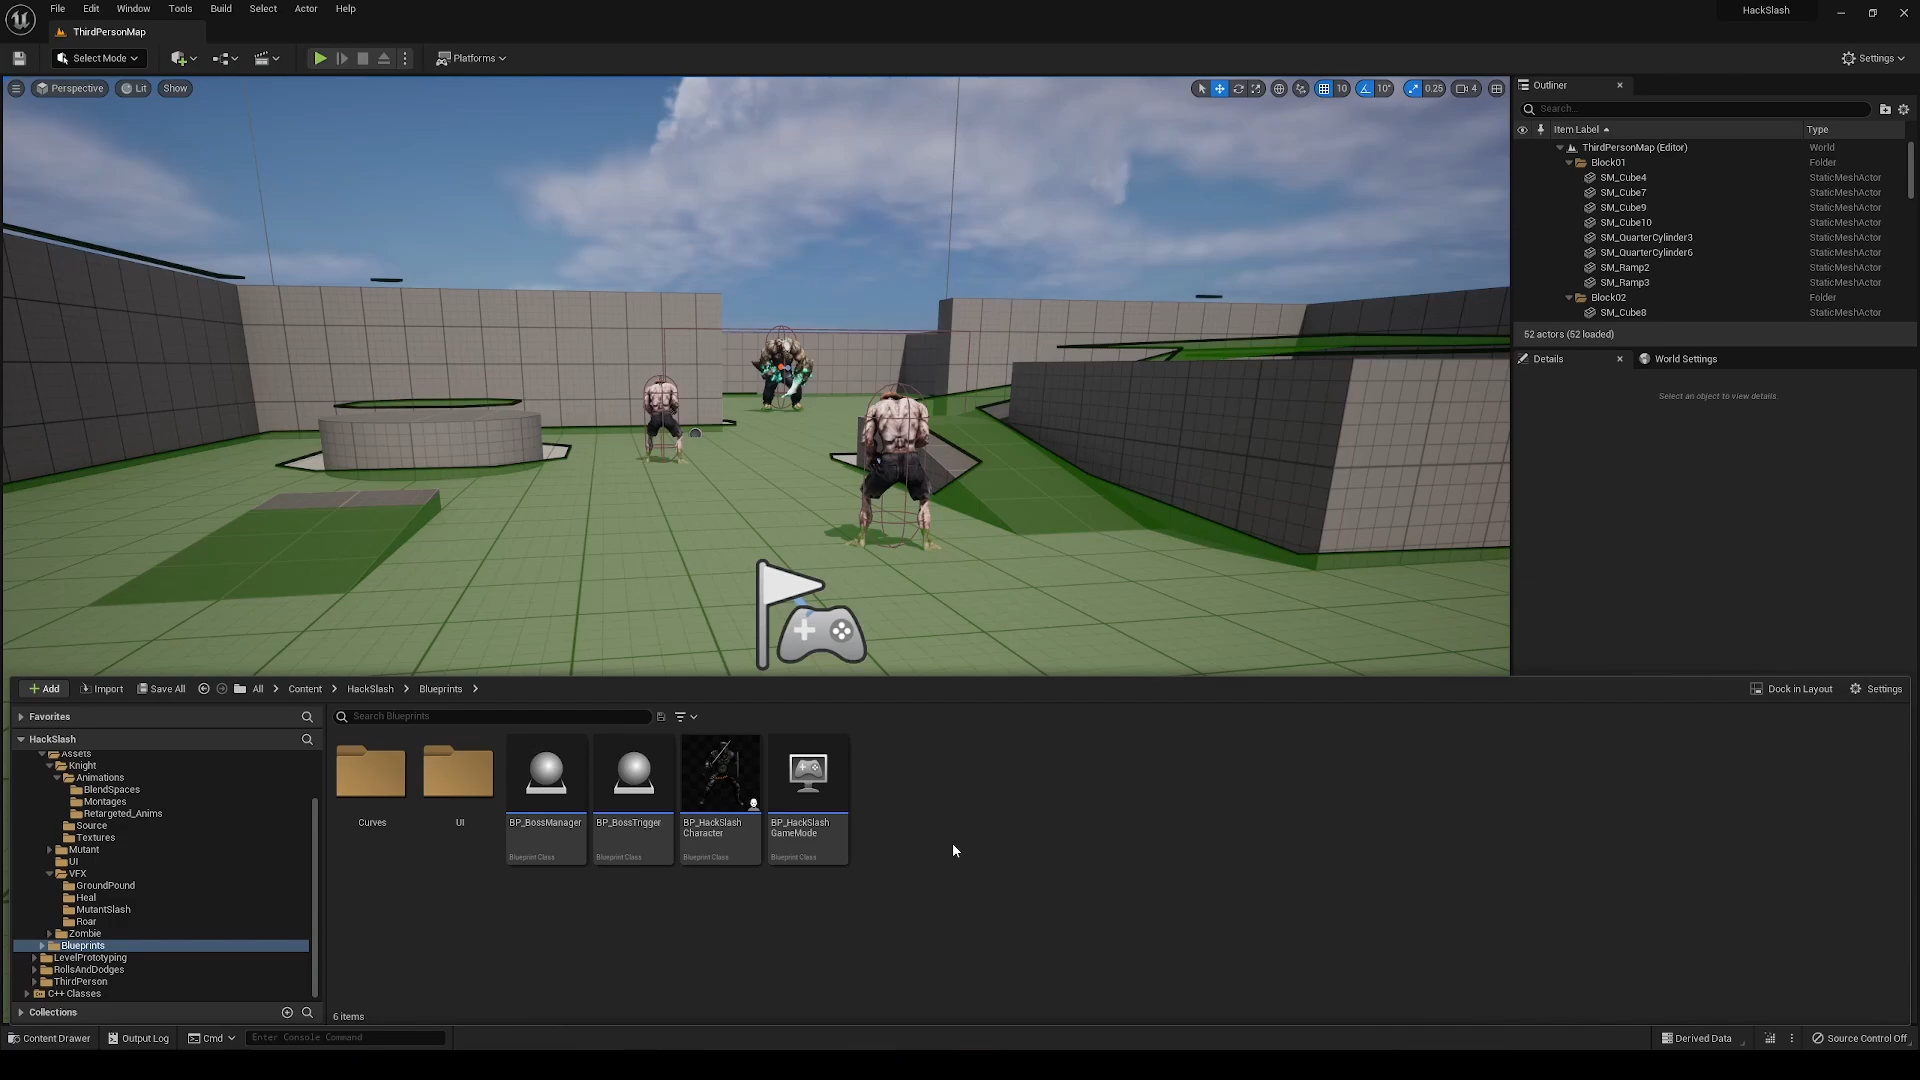 File Edit Window Tools Build Select Actor Help
HackSlash
ThirdPersonMap
Select Mode
Platforms
Settings
Perspective Lit Show
10 10° 0.25 4
Outliner
Search...
Item Label Type
ThirdPersonMap (Editor) World
Block01 Folder
SM_Cube4 StaticMeshActor
SM_Cube7 StaticMeshActor
SM_Cube9 StaticMeshActor
SM_Cube10 StaticMeshActor
SM_QuarterCylinder3 StaticMeshActor
SM_QuarterCylinder6 StaticMeshActor
SM_Ramp2 StaticMeshActor
SM_Ramp3 StaticMeshActor
Block02 Folder
SM_Cube8 StaticMeshActor
52 actors (52 loaded)
Details World Settings
Select an object to view details.
Add Import Save All All Content HackSlash Blueprints
Dock in Layout Settings
Favorites
HackSlash
Assets
Knight
Animations
BlendSpaces
Montages
Retargeted_Anims
Source
Textures
Mutant
UI
VFX
GroundPound
Heal
MutantSlash
Roar
Zombie
Blueprints
LevelPrototyping
RollsAndDodges
ThirdPerson
C++ Classes
Collections
Search Blueprints
Curves
UI
BP_BossManager
Blueprint Class
BP_BossTrigger
Blueprint Class
BP_HackSlash
Character
Blueprint Class
BP_HackSlash
GameMode
Blueprint Class
6 items
Content Drawer Output Log Cmd Enter Console Command
Derived Data Source Control Off